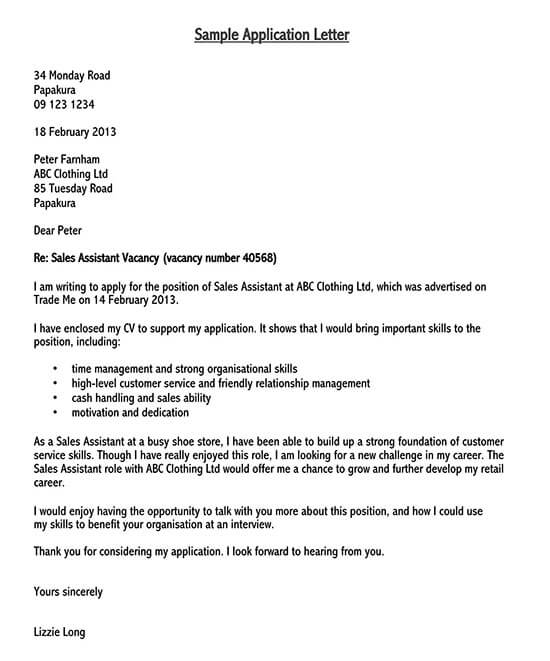 Sample Application Letter
34 Monday Road
Papakura
09 123 1234
18 February 2013
Peter Farnham
ABC Clothing Ltd
85 Tuesday Road
Papakura
Dear Peter
Re: Sales Assistant Vacancy (vacancy number 40568)
I am writing to apply for the position of Sales Assistant at ABC Clothing Ltd, which was advertised on
Trade Me on 14 February 2013.
I have enclosed my CV to support my application. It shows that I would bring important skills to the
position, including:
• time management and strong organisational skills
• high-level customer service and friendly relationship management
• cash handling and sales ability
• motivation and dedication
As a Sales Assistant at a busy shoe store, I have been able to build up a strong foundation of customer
service skills. Though I have really enjoyed this role, I am looking for a new challenge in my career. The
Sales Assistant role with ABC Clothing Ltd would offer me a chance to grow and further develop my retail
career.
I would enjoy having the opportunity to talk with you more about this position, and how I could use
my skills to benefit your organisation at an interview.
Thank you for considering my application. I look forward to hearing from you.
Yours sincerely
Lizzie Long